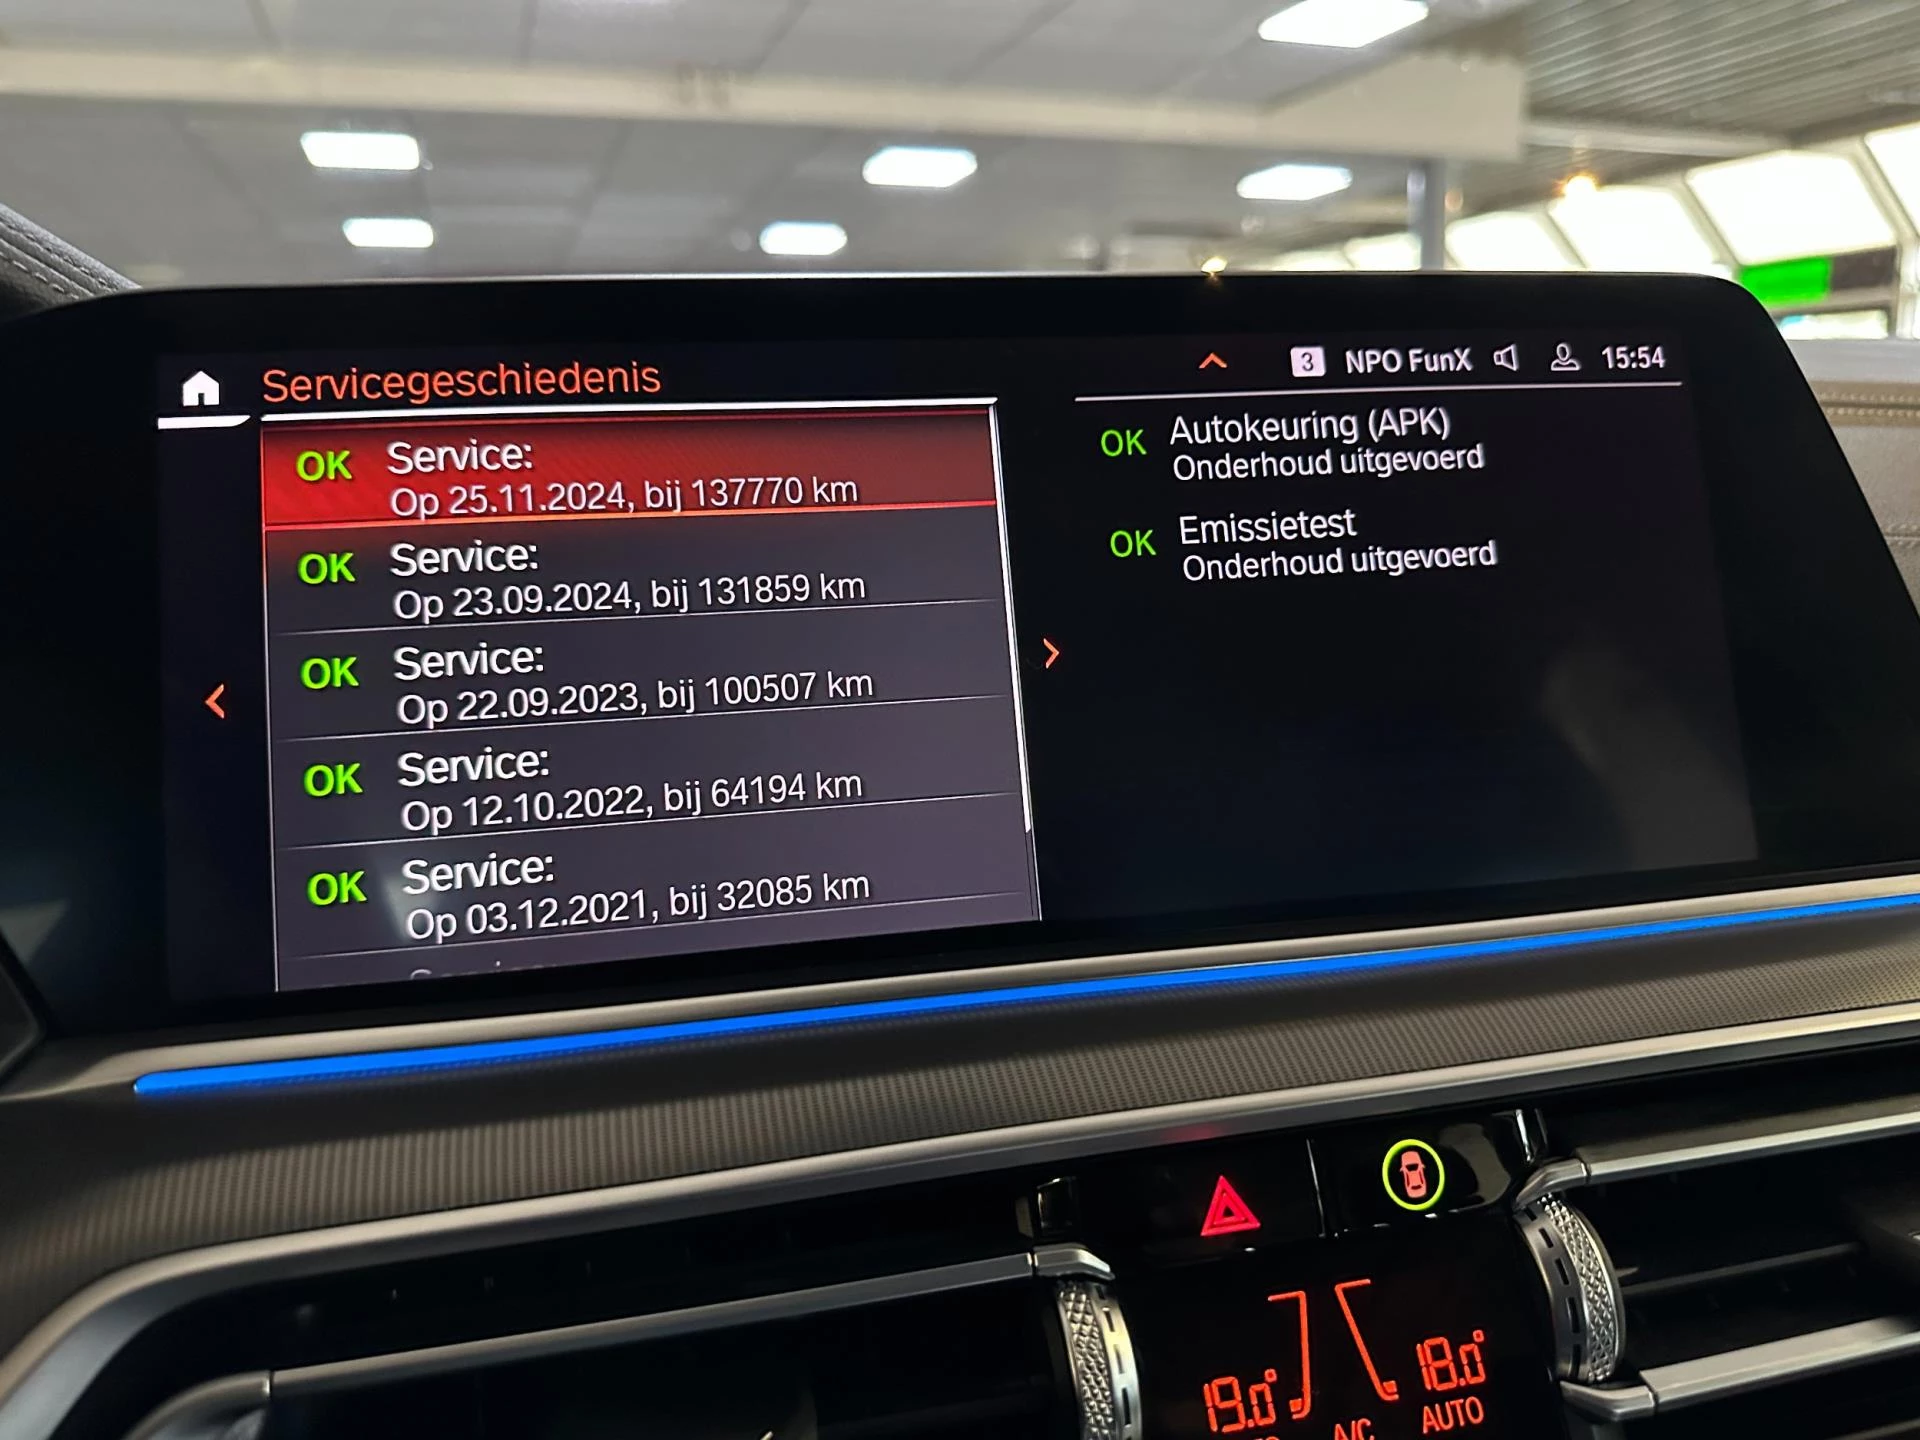 Servicegeschiedenis
3 NPO FunX 15:54
OK Service:
Op 25.11.2024, bij 137770 km
OK Service:
Op 23.09.2024, bij 131859 km
OK Service:
Op 22.09.2023, bij 100507 km
OK Service:
Op 12.10.2022, bij 64194 km
OK Service:
Op 03.12.2021, bij 32085 km
OK Autokeuring (APK)
Onderhoud uitgevoerd
OK Emissietest
Onderhoud uitgevoerd
19.0° 18.0°
A/C AUTO